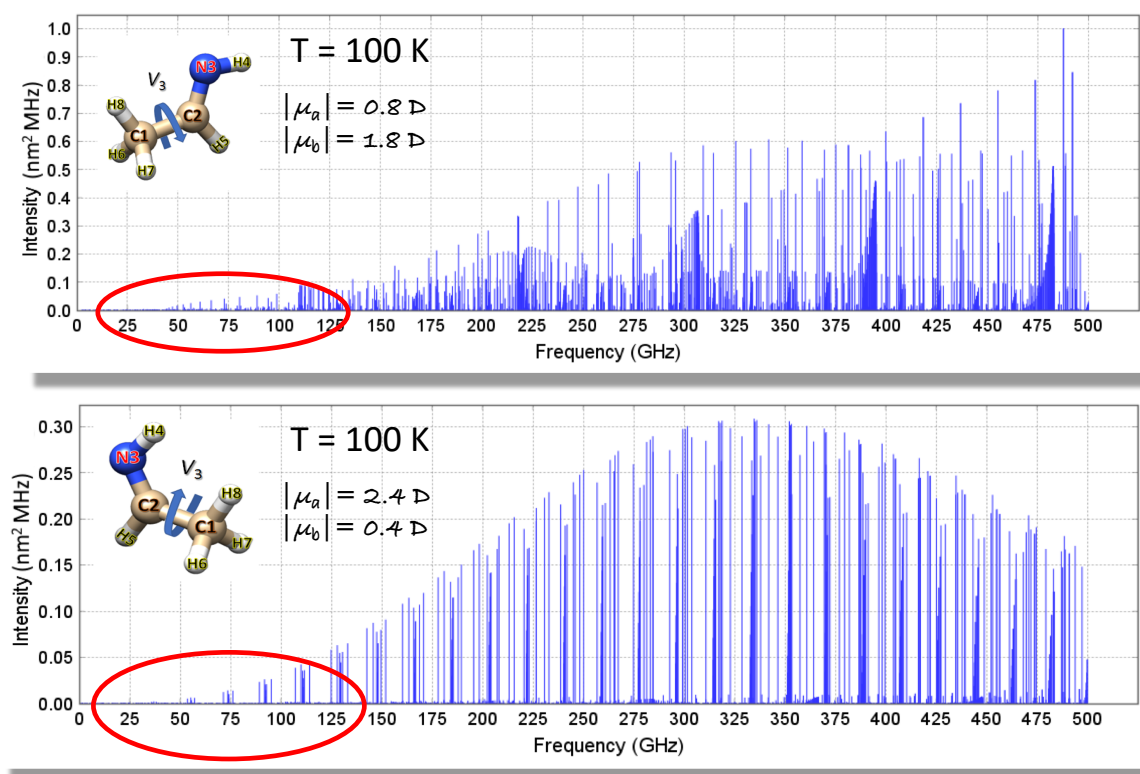 T = 100 K
|μa| = 0.8 D
|μb| = 1.8 D
V3
N3
H4
H8
C2
C1
H5
H6
H7
Intensity (nm² MHz)
1.0
0.9
0.8
0.7
0.6
0.5
0.4
0.3
0.2
0.1
0.0
0 25 50 75 100 125 150 175 200 225 250 275 300 325 350 375 400 425 450 475 500
Frequency (GHz)
T = 100 K
|μa| = 2.4 D
|μb| = 0.4 D
H4
N3
V3
H8
C2
C1
H5
H7
H6
Intensity (nm² MHz)
0.30
0.25
0.20
0.15
0.10
0.05
0.00
0 25 50 75 100 125 150 175 200 225 250 275 300 325 350 375 400 425 450 475 500
Frequency (GHz)